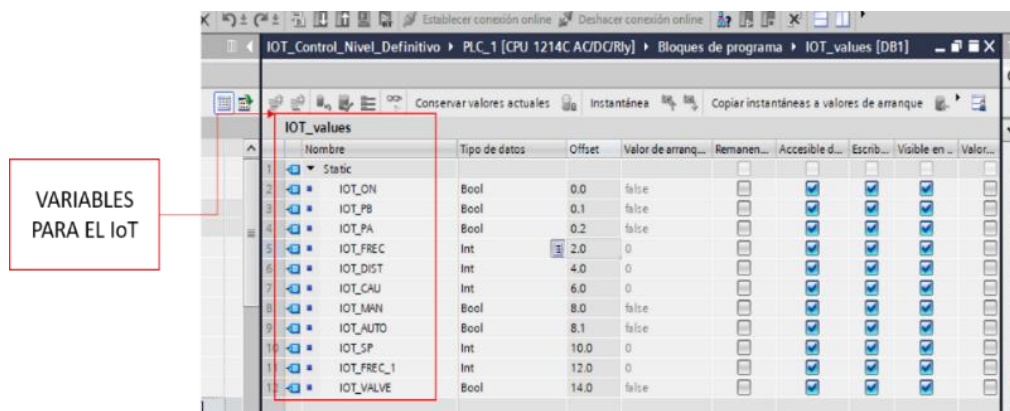 Establecer conexión online Deshacer conexión online
IOT_Control_Nivel_Definitivo ▸ PLC_1 [CPU 1214C AC/DC/Rly] ▸ Bloques de programa ▸ IOT_values [DB1]
Conservar valores actuales Instantánea Copiar instantáneas a valores de arranque
IOT_values
Nombre Tipo de datos Offset Valor de arranq... Remanen... Accesible d... Escrib... Visible en .. Valor...
1 Static
2 IOT_ON Bool 0.0 false
3 IOT_PB Bool 0.1 false
4 IOT_PA Bool 0.2 false
5 IOT_FREC Int 2.0 0
6 IOT_DIST Int 4.0 0
7 IOT_CAU Int 6.0 0
8 IOT_MAN Bool 8.0 false
9 IOT_AUTO Bool 8.1 false
10 IOT_SP Int 10.0 0
11 IOT_FREC_1 Int 12.0 0
12 IOT_VALVE Bool 14.0 false
VARIABLES
PARA EL IoT